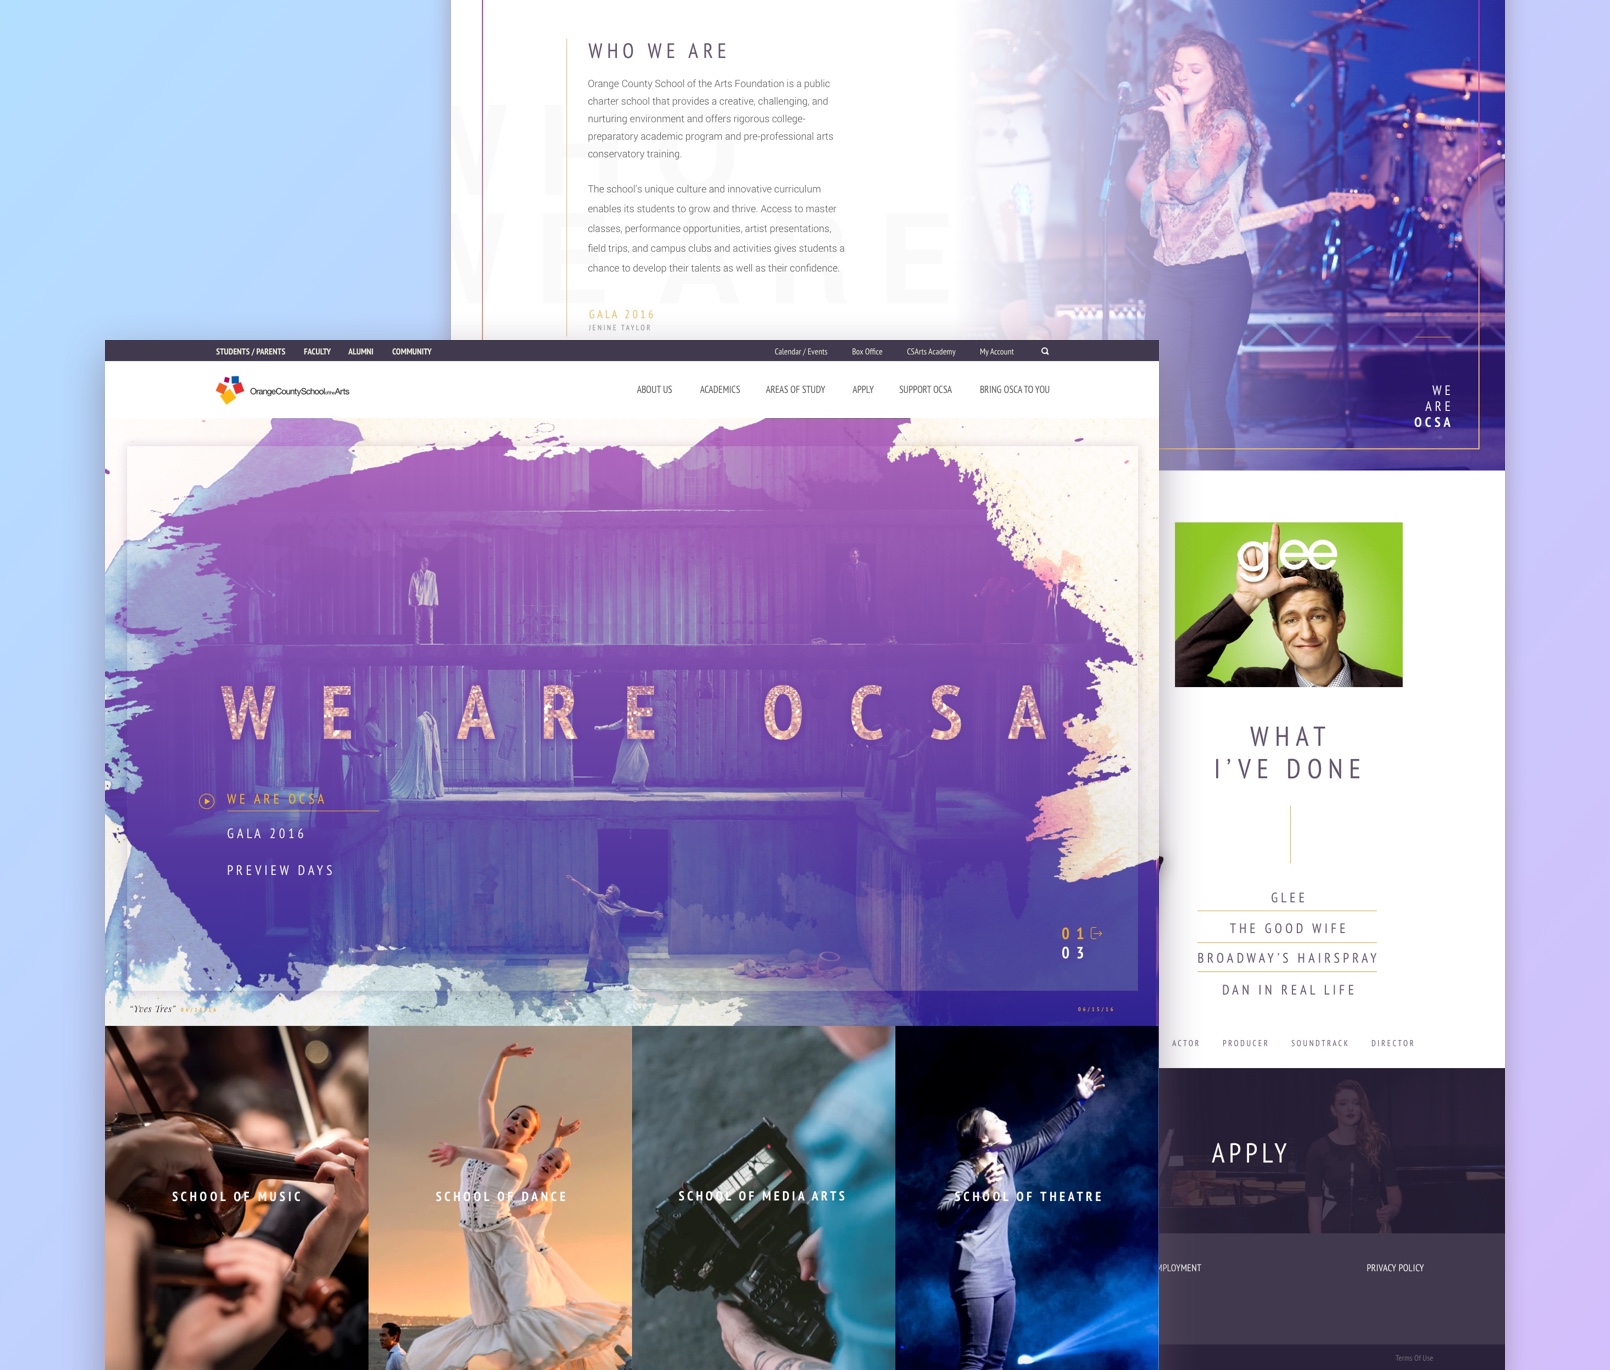 WHO WE ARE
Orange County School of the Arts Foundation is a public
charter school that provides a creative, challenging, and
nurturing environment and offers rigorous college-
preparatory academic program and pre-professional arts
conservatory training.
The school's unique culture and innovative curriculum
enables its students to grow and thrive. Access to master
classes, performance opportunities, artist presentations,
field trips, and campus clubs and activities gives students a
chance to develop their talents as well as their confidence.
GALA 2016
JENINE TAYLOR
WHO
WE ARE
WE
ARE
OCSA
STUDENTS / PARENTS FACULTY ALUMNI COMMUNITY Calendar / Events Box Office CSArts Academy My Account
OrangeCountySchooloftheArts ABOUT US ACADEMICS AREAS OF STUDY APPLY SUPPORT OCSA BRING OSCA TO YOU
WE ARE OCSA
WE ARE OCSA
GALA 2016
PREVIEW DAYS
01
03
"Yves Tres"
06/15/16
SCHOOL OF MUSIC
SCHOOL OF DANCE
SCHOOL OF MEDIA ARTS
SCHOOL OF THEATRE
glee
WHAT
I'VE DONE
GLEE
THE GOOD WIFE
BROADWAY'S HAIRSPRAY
DAN IN REAL LIFE
ACTOR PRODUCER SOUNDTRACK DIRECTOR
APPLY
MPLOYMENT PRIVACY POLICY
Terms Of Use